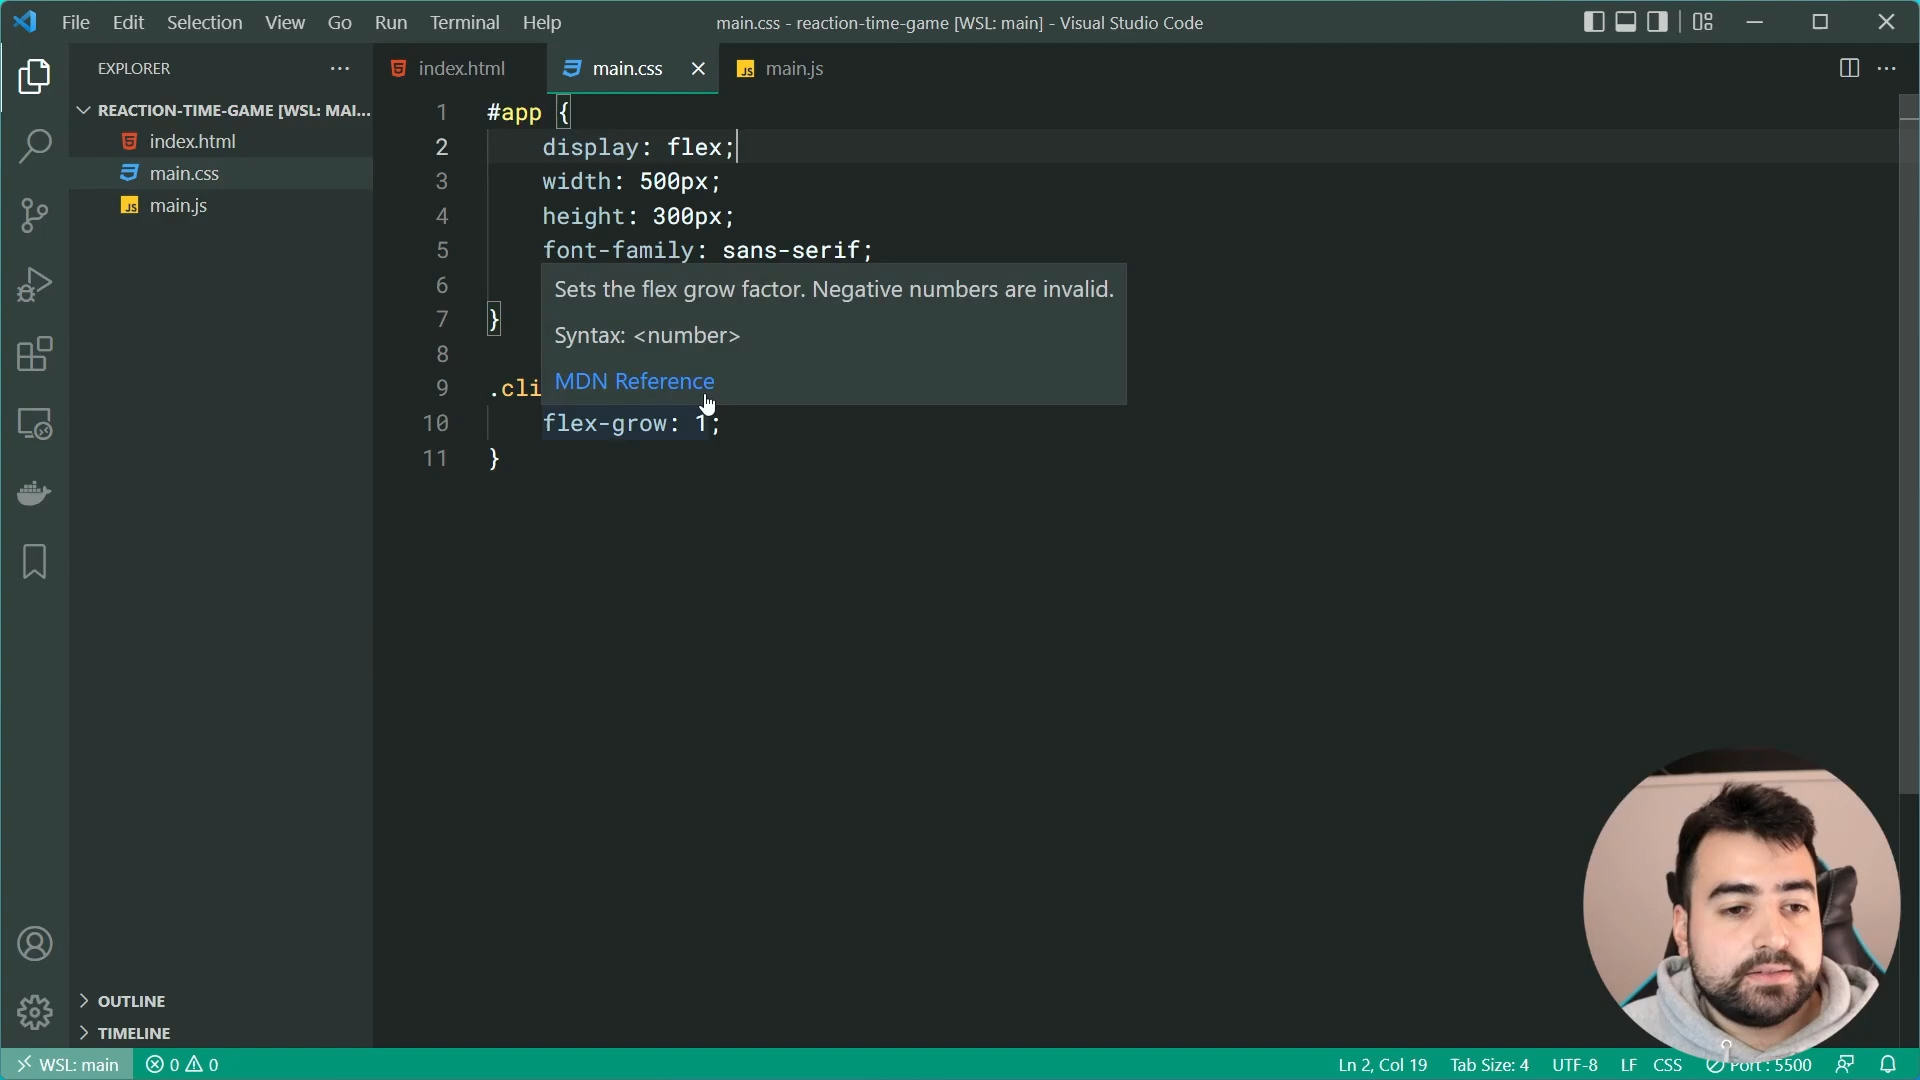 File Edit Selection View Go Run Terminal Help
main.css - reaction-time-game [WSL: main] - Visual Studio Code
EXPLORER
REACTION-TIME-GAME [WSL: MAI...
index.html
main.css
main.js
OUTLINE
TIMELINE
index.html main.css main.js
1 #app {
2 display: flex;
3 width: 500px;
4 height: 300px;
5 font-family: sans-serif;
6
7 }
8
9 .cli
10 flex-grow: 1;
11 }
Sets the flex grow factor. Negative numbers are invalid.
Syntax: <number>
MDN Reference
WSL: main 0 0 Ln 2, Col 19 Tab Size: 4 UTF-8 LF CSS Port : 5500